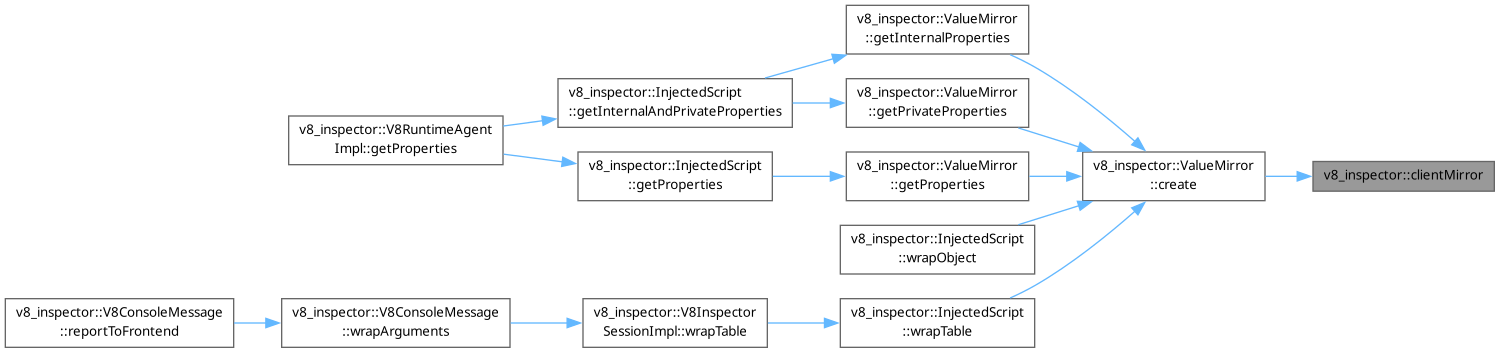 v8_inspector::ValueMirror
::getInternalProperties
v8_inspector::InjectedScript
::getInternalAndPrivateProperties
v8_inspector::ValueMirror
::getPrivateProperties
v8_inspector::V8RuntimeAgent
Impl::getProperties
v8_inspector::InjectedScript
::getProperties
v8_inspector::ValueMirror
::getProperties
v8_inspector::ValueMirror
::create
v8_inspector::clientMirror
v8_inspector::InjectedScript
::wrapObject
v8_inspector::V8ConsoleMessage
::reportToFrontend
v8_inspector::V8ConsoleMessage
::wrapArguments
v8_inspector::V8Inspector
SessionImpl::wrapTable
v8_inspector::InjectedScript
::wrapTable